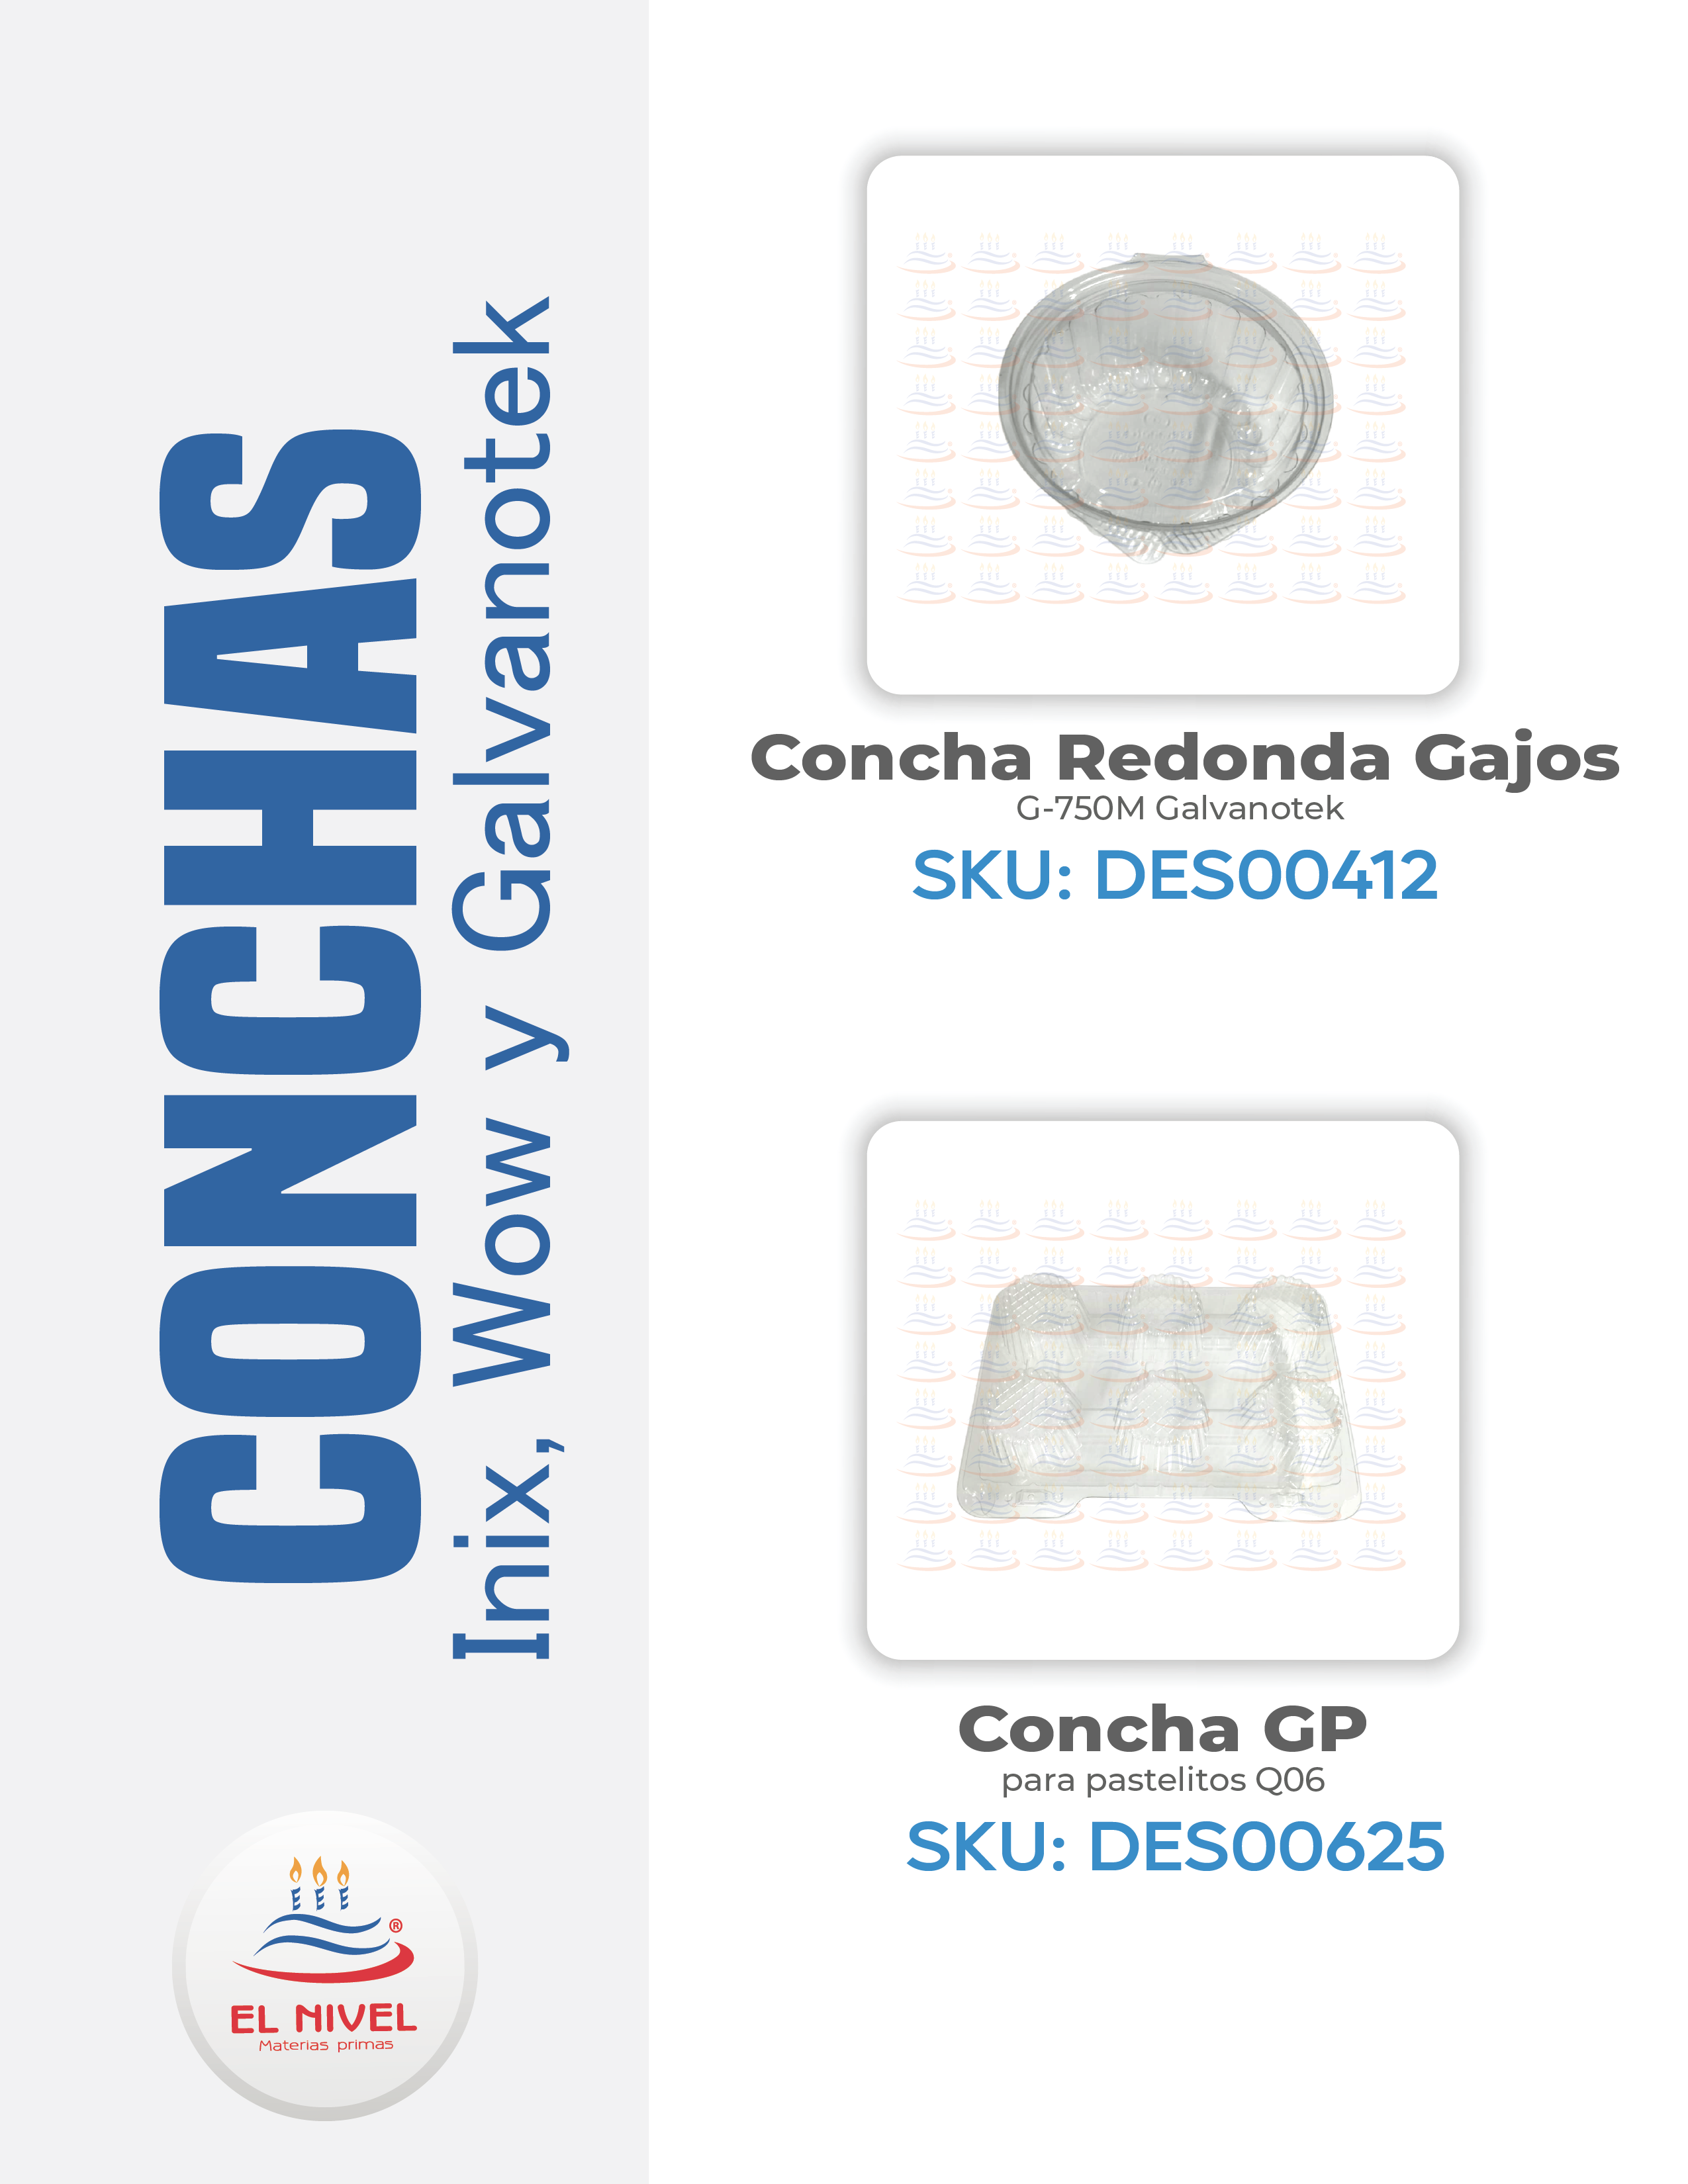 CONCHAS
Inix, Wow y Galvanotek
Concha Redonda Gajos
G-750M Galvanotek
SKU: DES00412
Concha GP
para pastelitos Q06
SKU: DES00625
®
EL NIVEL
Materias primas